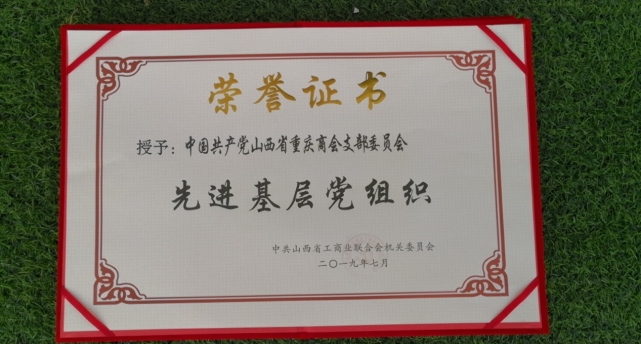 荣誉证书
授予：中国共产党山西省重庆商会支部委员会
先进基层党组织
中共山西省工商业联合会机关委员会
二〇一九年七月